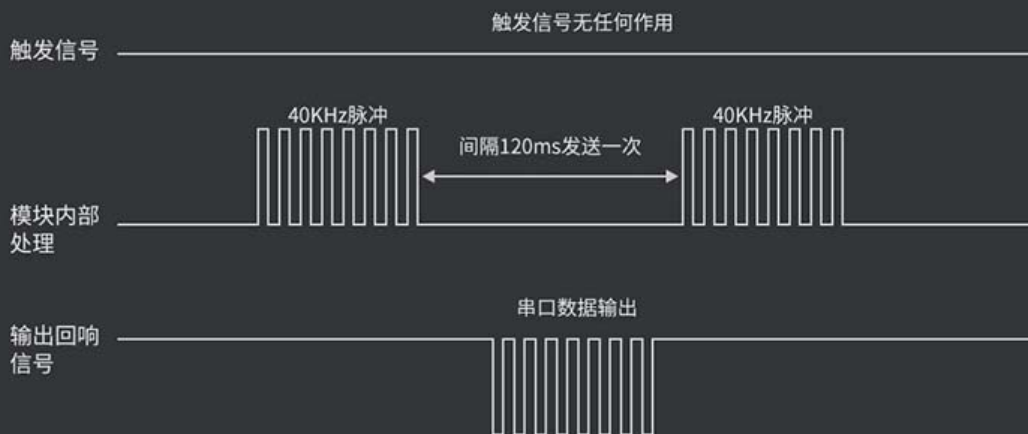 触发信号无任何作用
触发信号
40KHz脉冲
40KHz脉冲
间隔120ms发送一次
模块内部
处理
串口数据输出
输出回响
信号